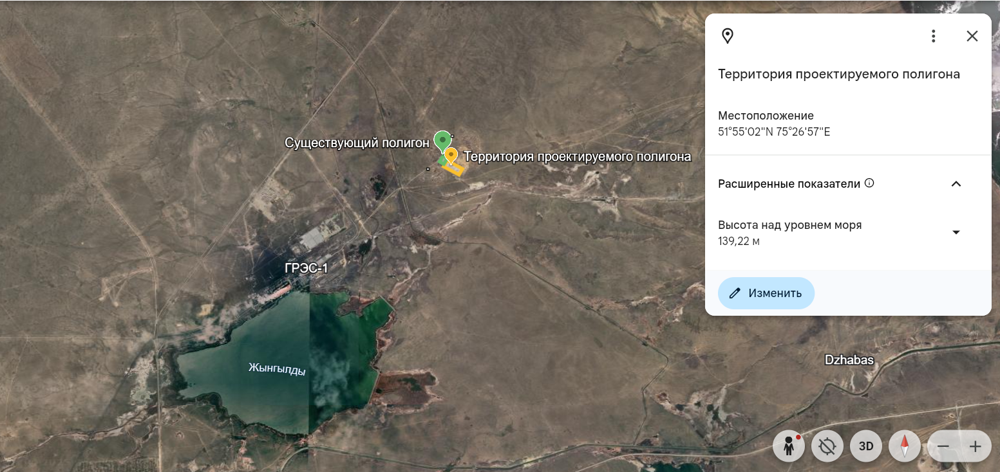 Территория проектируемого полигона
Местоположение
51°55'02"N 75°26'57"E
Существующий полигон
Территория проектируемого полигона
Расширенные показатели
Высота над уровнем моря
139,22 м
ГРЭС-1
Изменить
Жынгылды
Dzhabas
3D